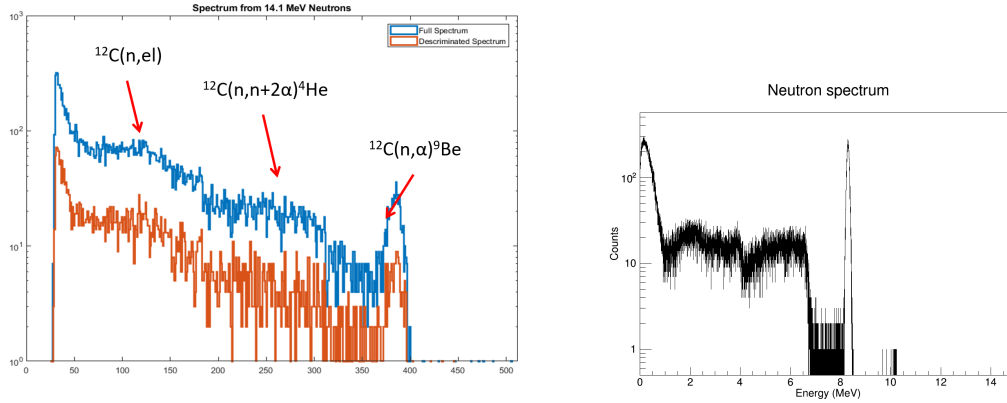 Spectrum from 14.1 MeV Neutrons
10³
10²
10¹
10⁰
Full Spectrum
Descriminated Spectrum
¹²C(n,el)
¹²C(n,n+2α)⁴He
¹²C(n,α)⁹Be
0 50 100 150 200 250 300 350 400 450 500
Neutron spectrum
Counts
10²
10
1
0 2 4 6 8 10 12 14
Energy (MeV)